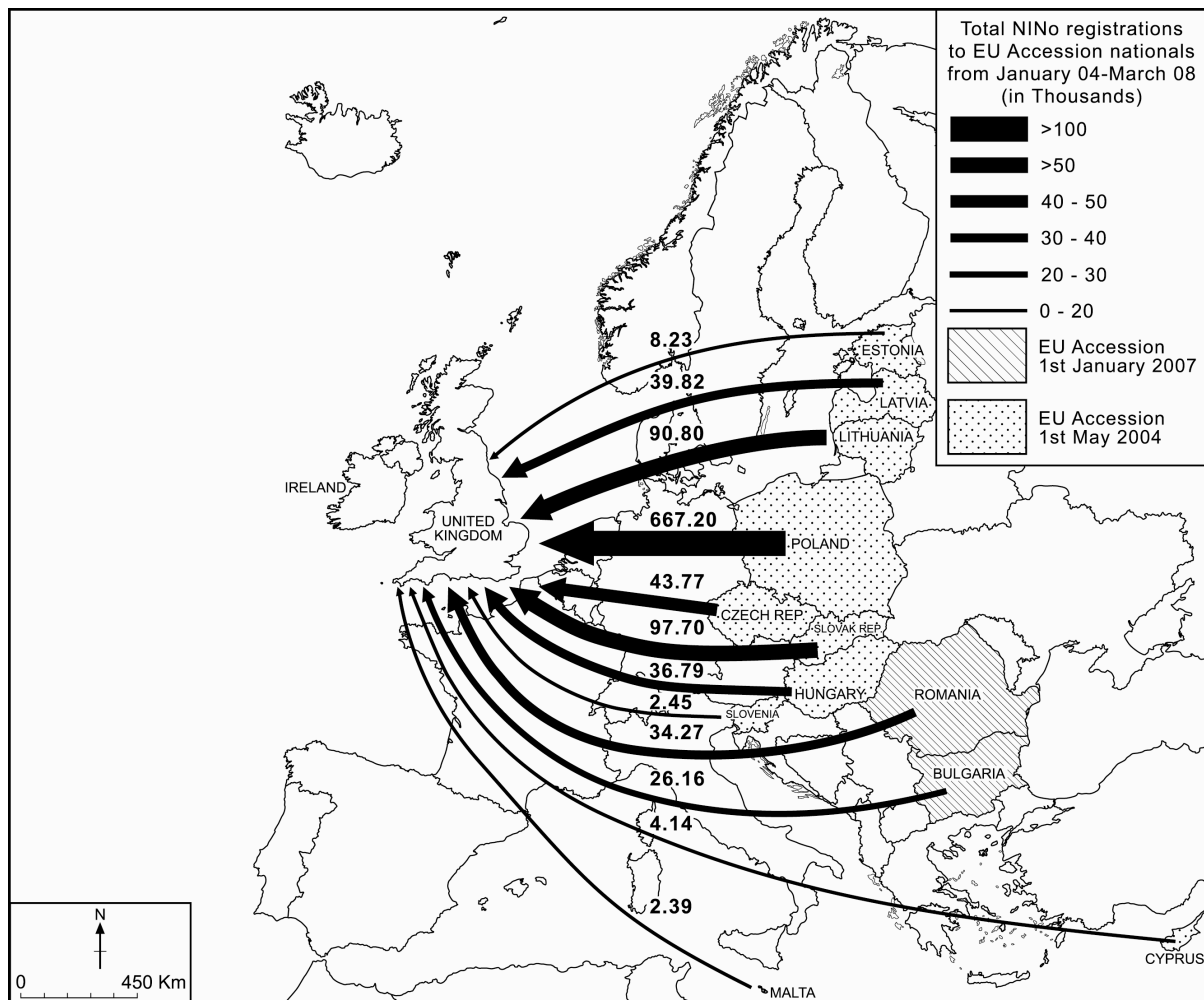 Total NINo registrations
to EU Accession nationals
from January 04-March 08
(in Thousands)
>100
>50
40 - 50
30 - 40
20 - 30
0 - 20
EU Accession
1st January 2007
EU Accession
1st May 2004
8.23
ESTONIA
39.82
LATVIA
90.80
LITHUANIA
IRELAND
UNITED
KINGDOM
667.20
POLAND
43.77
CZECH REP.
97.70
SLOVAK REP.
36.79
HUNGARY
2.45
SLOVENIA
34.27
ROMANIA
26.16
BULGARIA
4.14
2.39
CYPRUS
MALTA
N
0 450 Km